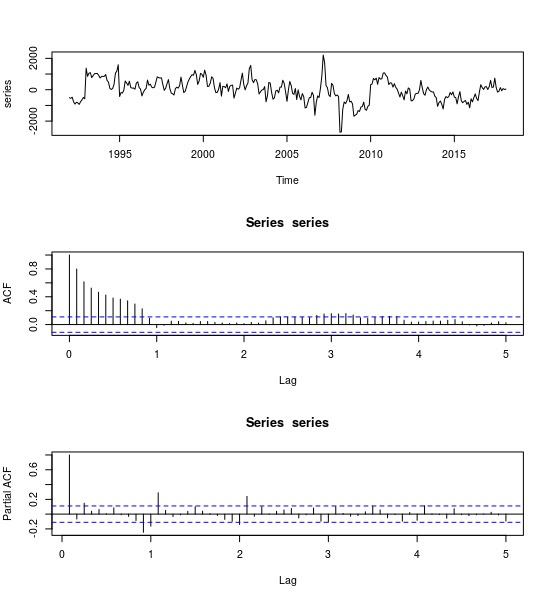 series
-2000 0 2000
1995 2000 2005 2010 2015
Time
Series series
ACF
0.0 0.4 0.8
0 1 2 3 4 5
Lag
Series series
Partial ACF
-0.2 0.2 0.6
0 1 2 3 4 5
Lag